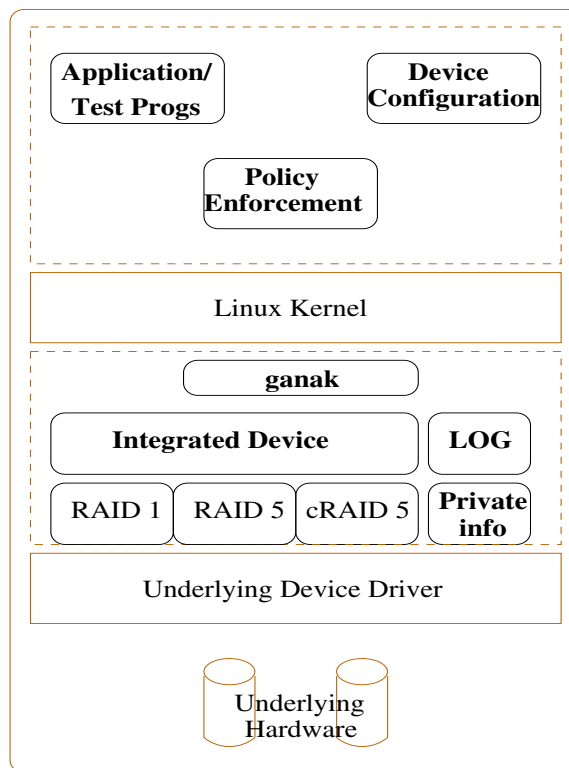 Application/
Test Progs
Device
Configuration
Policy
Enforcement
Linux Kernel
ganak
Integrated Device
LOG
RAID 1
RAID 5
cRAID 5
Private
info
Underlying Device Driver
Underlying
Hardware